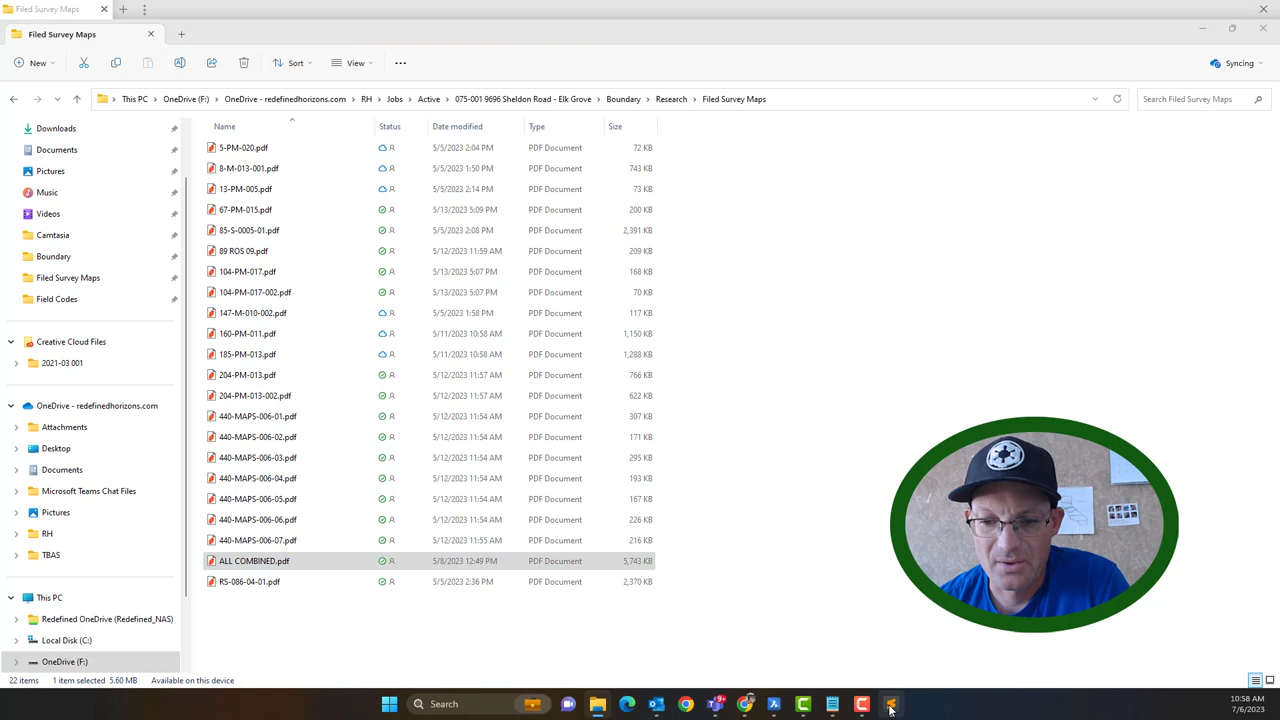 Filed Survey Maps
Filed Survey Maps
New
Sort
View
Syncing
This PC > OneDrive (F:) > OneDrive - redefinedhorizons.com > RH > Jobs > Active > 075-001 9696 Sheldon Road - Elk Grove > Boundary > Research > Filed Survey Maps
Search Filed Survey Maps
Downloads
Documents
Pictures
Music
Videos
Camtasia
Boundary
Filed Survey Maps
Field Codes
Creative Cloud Files
2021-03 001
OneDrive - redefinedhorizons.com
Attachments
Desktop
Documents
Microsoft Teams Chat Files
Pictures
RH
TBAS
This PC
Redefined OneDrive (Redefined_NAS)
Local Disk (C:)
OneDrive (F:)
Name Status Date modified Type Size
5-PM-020.pdf 5/5/2023 2:04 PM PDF Document 72 KB
8-M-013-001.pdf 5/5/2023 1:50 PM PDF Document 743 KB
13-PM-005.pdf 5/5/2023 2:14 PM PDF Document 73 KB
67-PM-015.pdf 5/13/2023 5:09 PM PDF Document 200 KB
85-S-0005-01.pdf 5/5/2023 2:08 PM PDF Document 2,391 KB
89 ROS 09.pdf 5/12/2023 11:59 AM PDF Document 209 KB
104-PM-017.pdf 5/13/2023 5:07 PM PDF Document 168 KB
104-PM-017-002.pdf 5/13/2023 5:07 PM PDF Document 70 KB
147-M-010-002.pdf 5/5/2023 1:58 PM PDF Document 117 KB
160-PM-011.pdf 5/11/2023 10:58 AM PDF Document 1,150 KB
185-PM-013.pdf 5/11/2023 10:58 AM PDF Document 1,288 KB
204-PM-013.pdf 5/12/2023 11:57 AM PDF Document 766 KB
204-PM-013-002.pdf 5/12/2023 11:57 AM PDF Document 622 KB
440-MAPS-006-01.pdf 5/12/2023 11:54 AM PDF Document 307 KB
440-MAPS-006-02.pdf 5/12/2023 11:54 AM PDF Document 171 KB
440-MAPS-006-03.pdf 5/12/2023 11:54 AM PDF Document 295 KB
440-MAPS-006-04.pdf 5/12/2023 11:54 AM PDF Document 193 KB
440-MAPS-006-05.pdf 5/12/2023 11:54 AM PDF Document 167 KB
440-MAPS-006-06.pdf 5/12/2023 11:54 AM PDF Document 226 KB
440-MAPS-006-07.pdf 5/12/2023 11:55 AM PDF Document 216 KB
ALL COMBINED.pdf 5/8/2023 12:49 PM PDF Document 5,743 KB
RS-086-04-01.pdf 5/5/2023 2:36 PM PDF Document 2,370 KB
22 items 1 item selected 5.60 MB Available on this device
Search
10:58 AM
7/6/2023